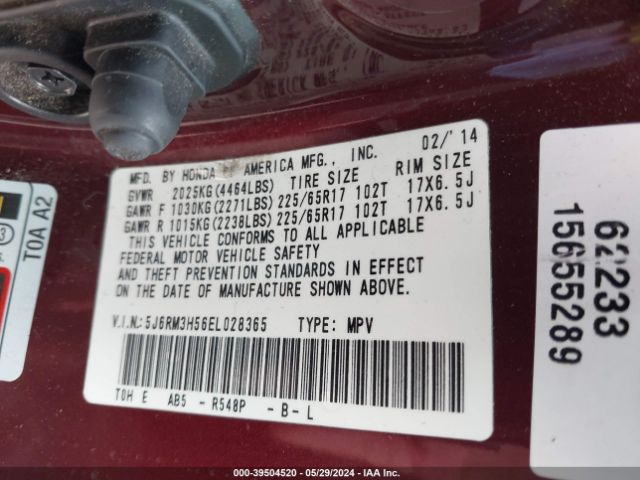 MFD. BY HONDA OF AMERICA MFG., INC. 02/'14
GVWR 2025KG(4464LBS) TIRE SIZE RIM SIZE
GAWR F 1030KG(2271LBS) 225/65R17 102T 17X6.5J
GAWR R 1015KG(2238LBS) 225/65R17 102T 17X6.5J
THIS VEHICLE CONFORMS TO ALL APPLICABLE
FEDERAL MOTOR VEHICLE SAFETY
AND THEFT PREVENTION STANDARDS IN EFFECT
ON THE DATE OF MANUFACTURE SHOWN ABOVE.
V.I.N.: 5J6RM3H56EL028365 TYPE: MPV
TOH E AB5 - R548P - B - L
TOA A2
62233
15655289
000-39504520 - 05/29/2024 - IAA Inc.